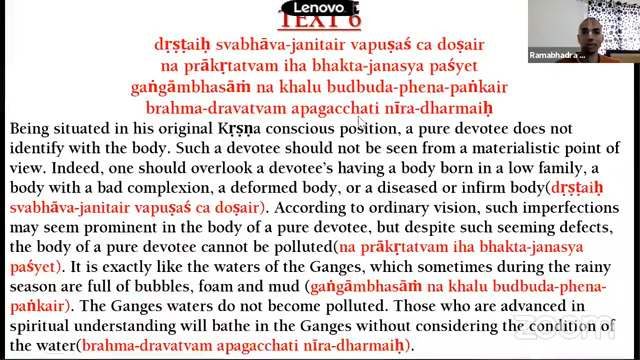 Lenovo
TEXT 6
dṛṣṭaiḥ svabhāva-janitair vapuṣaś ca doṣair
na prākṛtatvam iha bhakta-janasya paśyet
gaṅgāmbhasāṁ na khalu budbuda-phena-paṅkair
brahma-dravatvam apagacchati nīra-dharmaiḥ
Being situated in his original Kṛṣṇa conscious position, a pure devotee does not
identify with the body. Such a devotee should not be seen from a materialistic point of
view. Indeed, one should overlook a devotee's having a body born in a low family, a
body with a bad complexion, a deformed body, or a diseased or infirm body(dṛṣṭaiḥ
svabhāva-janitair vapuṣaś ca doṣair). According to ordinary vision, such imperfections
may seem prominent in the body of a pure devotee, but despite such seeming defects,
the body of a pure devotee cannot be polluted(na prākṛtatvam iha bhakta-janasya
paśyet). It is exactly like the waters of the Ganges, which sometimes during the rainy
season are full of bubbles, foam and mud (gaṅgāmbhasāṁ na khalu budbuda-phena-
paṅkair). The Ganges waters do not become polluted. Those who are advanced in
spiritual understanding will bathe in the Ganges without considering the condition of
the water(brahma-dravatvam apagacchati nīra-dharmaiḥ).
Ramabhadra
zoom